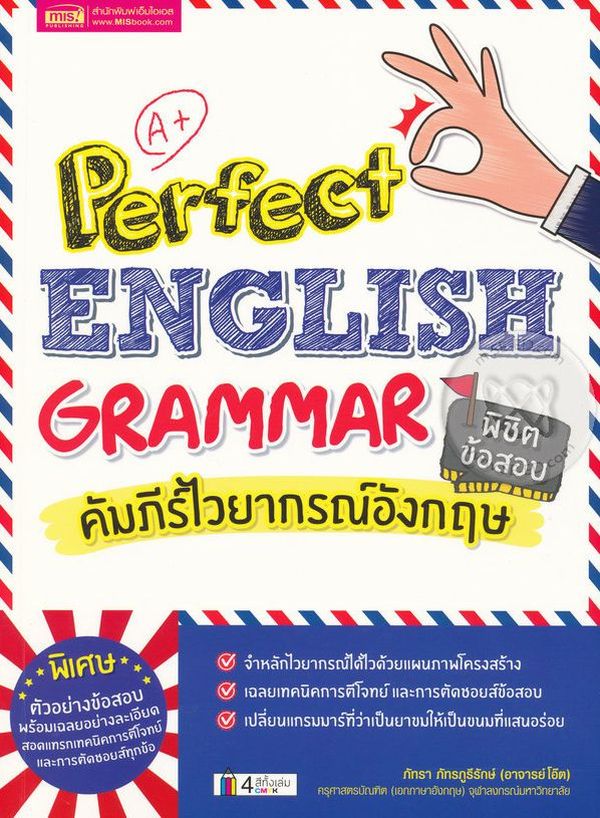 mis!
PUBLISHING
สำนักพิมพ์เอ็มไอเอส
www.MISbook.com
A+
Perfect
ENGLISH
GRAMMAR
พิชิต
ข้อสอบ
คัมภีร์ไวยากรณ์อังกฤษ
พิเศษ
ตัวอย่างข้อสอบ
พร้อมเฉลยอย่างละเอียด
สอดแทรกเทคนิคการตีโจทย์
และการตัดชอยส์ทุกข้อ
จำหลักไวยากรณ์ได้ไวด้วยแผนภาพโครงสร้าง
เฉลยเทคนิคการตีโจทย์ และการตัดชอยส์ข้อสอบ
เปลี่ยนแกรมมาร์ที่ว่าเป็นยาขมให้เป็นขนมที่แสนอร่อย
ภัทรา ภัทรภูรีรักษ์ (อาจารย์โอ๊ต)
ครุศาสตรบัณฑิต (เอกภาษาอังกฤษ) จุฬาลงกรณ์มหาวิทยาลัย
4 สีทั้งเล่ม
CMYK